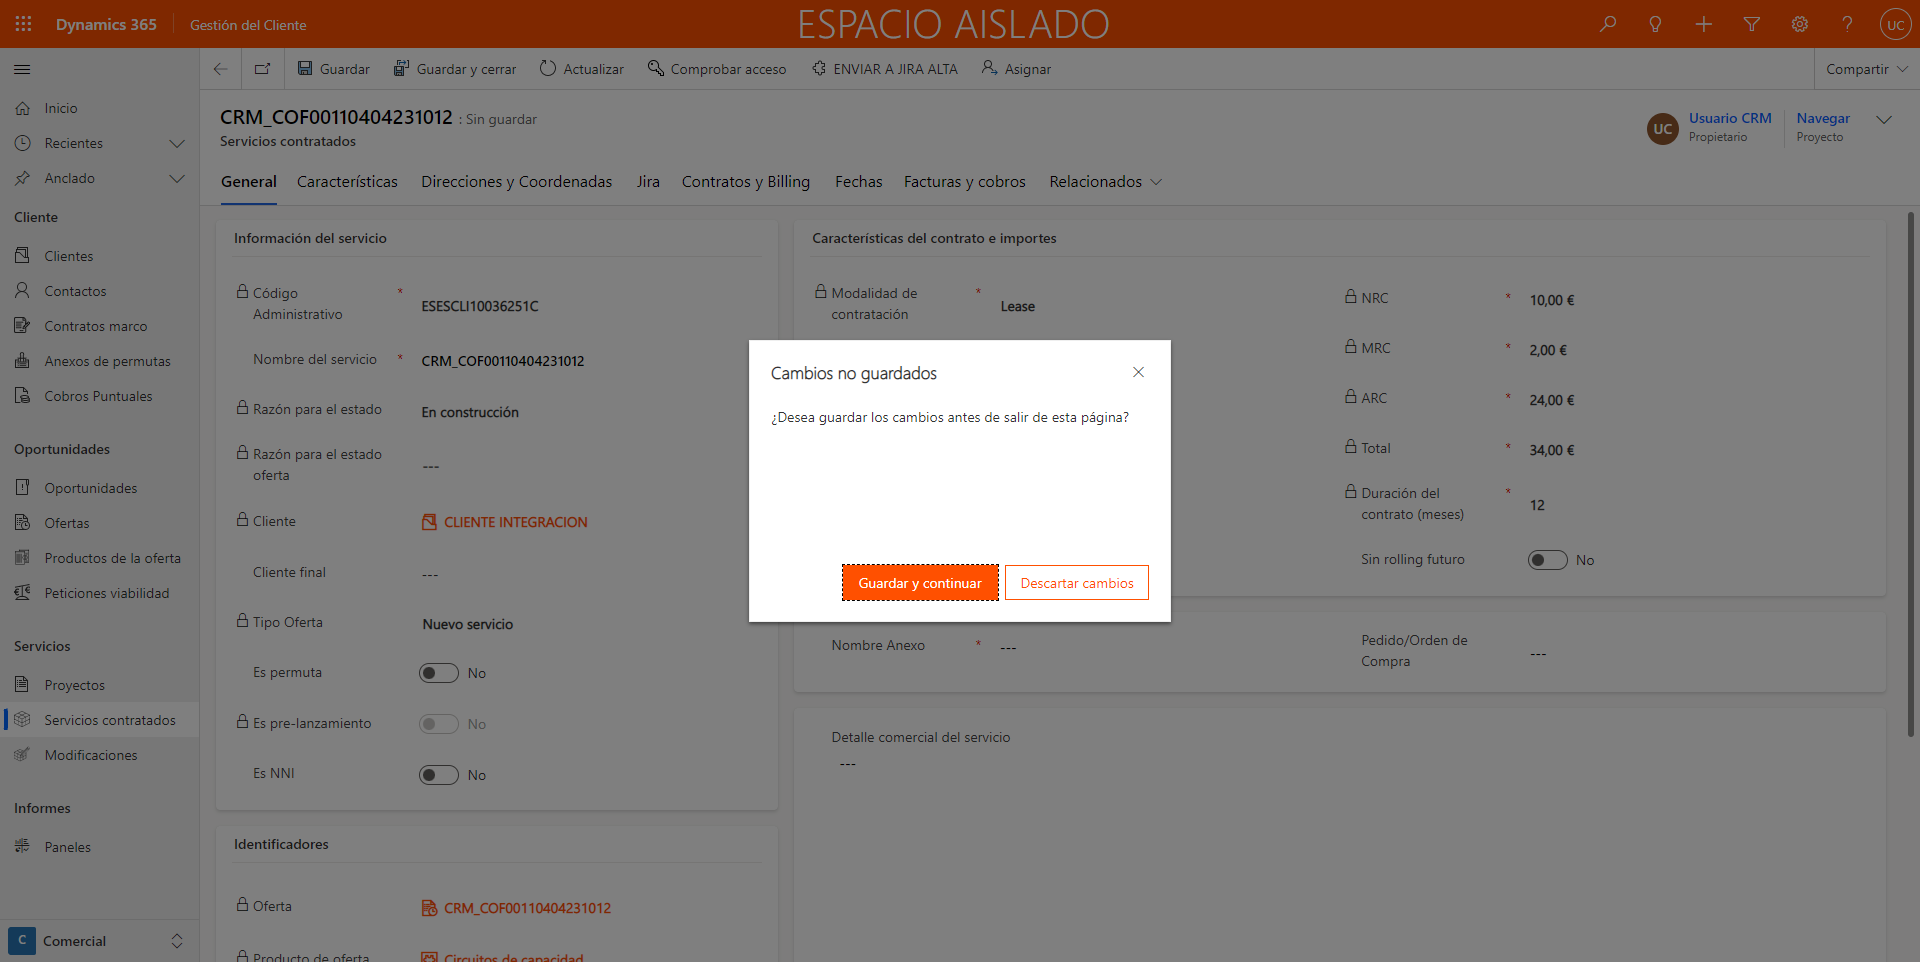 Dynamics 365
Gestión del Cliente
ESPACIO AISLADO
UC
Guardar
Guardar y cerrar
Actualizar
Comprobar acceso
ENVIAR A JIRA ALTA
Asignar
Compartir
Inicio
Recientes
Anclado
Cliente
Clientes
Contactos
Contratos marco
Anexos de permutas
Cobros Puntuales
Oportunidades
Oportunidades
Ofertas
Productos de la oferta
Peticiones viabilidad
Servicios
Proyectos
Servicios contratados
Modificaciones
Informes
Paneles
C
Comercial
CRM_COF00110404231012 : Sin guardar
Servicios contratados
UC
Usuario CRM
Propietario
Navegar
Proyecto
General
Características
Direcciones y Coordenadas
Jira
Contratos y Billing
Fechas
Facturas y cobros
Relacionados
Información del servicio
Código
Administrativo
*
ESESCLI10036251C
Nombre del servicio
*
CRM_COF00110404231012
Razón para el estado
En construcción
Razón para el estado
oferta
---
Cliente
CLIENTE INTEGRACION
Cliente final
---
Tipo Oferta
Nuevo servicio
Es permuta
No
Es pre-lanzamiento
No
Es NNI
No
Identificadores
Oferta
CRM_COF00110404231012
Producto de oferta
Circuitos de capacidad
Características del contrato e importes
Modalidad de
contratación
*
Lease
NRC
*
10,00 €
MRC
*
2,00 €
ARC
*
24,00 €
Total
*
34,00 €
Duración del
contrato (meses)
*
12
Sin rolling futuro
No
Cambios no guardados
¿Desea guardar los cambios antes de salir de esta página?
Guardar y continuar
Descartar cambios
Nombre Anexo
*
---
Pedido/Orden de
Compra
---
Detalle comercial del servicio
---